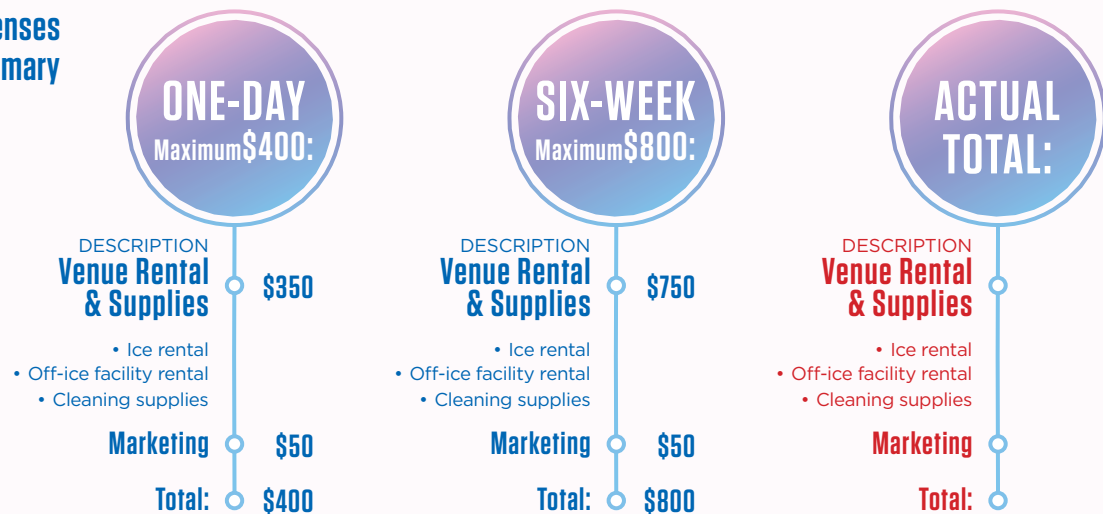 ONE-DAY
Maximum$400:
DESCRIPTION
Venue Rental
& Supplies
$350
• Ice rental
• Off-ice facility rental
• Cleaning supplies
Marketing
$50
Total:
$400
SIX-WEEK
Maximum$800:
DESCRIPTION
Venue Rental
& Supplies
$750
• Ice rental
• Off-ice facility rental
• Cleaning supplies
Marketing
$50
Total:
$800
ACTUAL
TOTAL:
DESCRIPTION
Venue Rental
& Supplies
• Ice rental
• Off-ice facility rental
• Cleaning supplies
Marketing
Total: